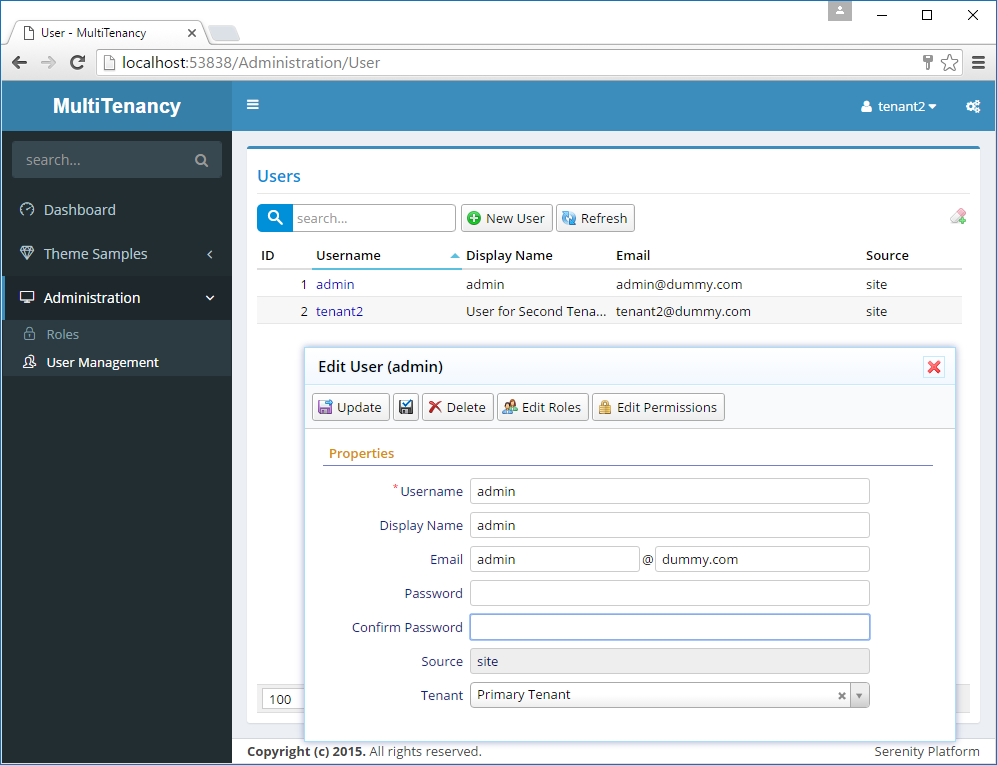 User - MultiTenancy
localhost:53838/Administration/User
MultiTenancy
tenant2
search...
Dashboard
Theme Samples
Administration
Roles
User Management
Users
search...
New User
Refresh
ID Username Display Name Email Source
1 admin admin admin@dummy.com site
2 tenant2 User for Second Tena... tenant2@dummy.com site
Edit User (admin)
Update
Delete
Edit Roles
Edit Permissions
Properties
* Username admin
Display Name admin
Email admin @ dummy.com
Password
Confirm Password
Source site
Tenant Primary Tenant
100
Copyright (c) 2015. All rights reserved.
Serenity Platform